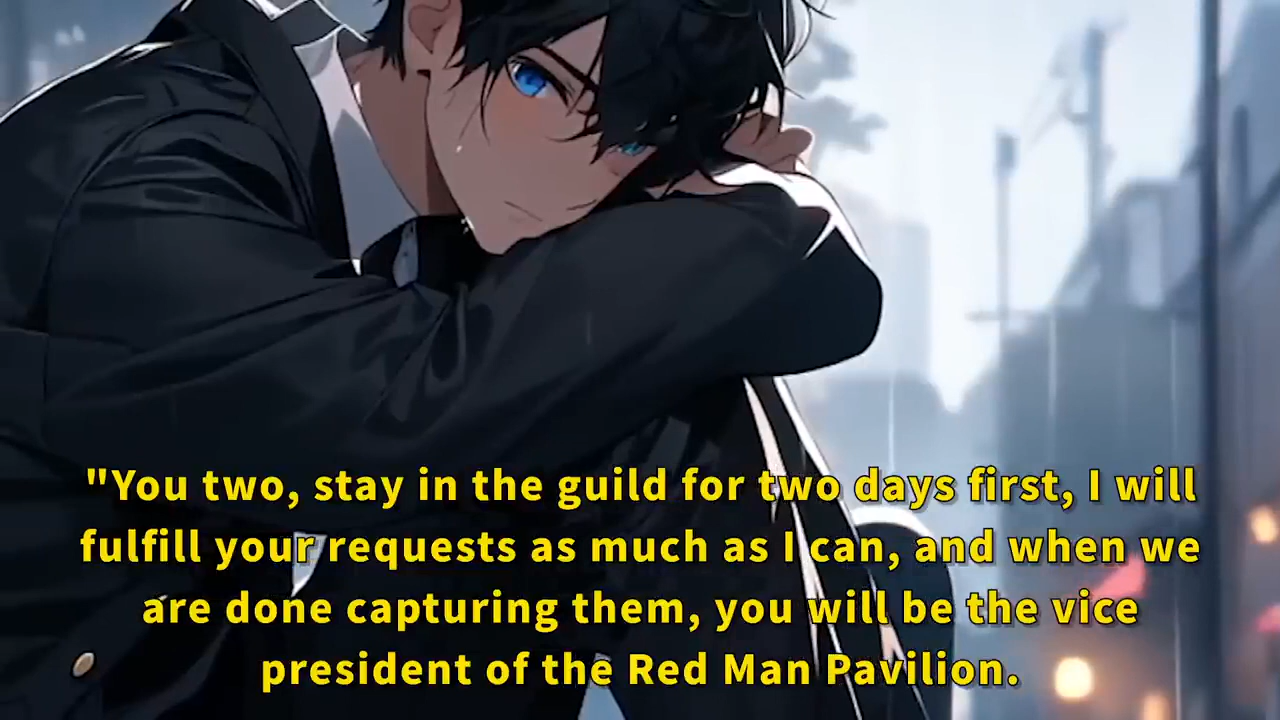 "You two, stay in the guild for two days first, I will
fulfill your requests as much as I can, and when we
are done capturing them, you will be the vice
president of the Red Man Pavilion.